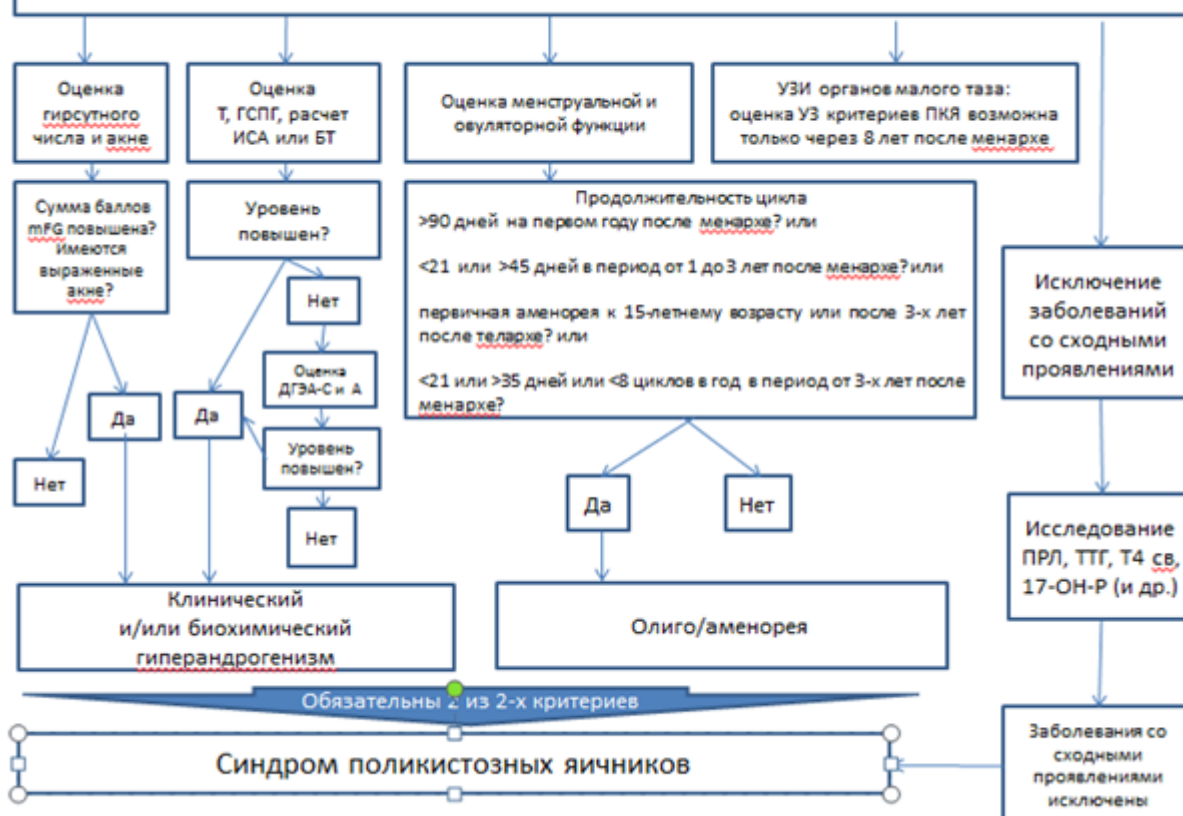 Оценка
гирсутного
числа и акне
Оценка
Т, ГСПГ, расчет
ИСА или БТ
Оценка менструальной и
овуляторной функции
УЗИ органов малого таза:
оценка УЗ критериев ПКЯ возможна
только через 8 лет после менархе
Сумма баллов
mFG повышена?
Имеются
выраженные
акне?
Уровень
повышен?
Продолжительность цикла
>90 дней на первом году после менархе? или
<21 или >45 дней в период от 1 до 3 лет после менархе? или
первичная аменорея к 15-летнему возрасту или после 3-х лет
после телархе? или
<21 или >35 дней или <8 циклов в год в период от 3-х лет после
менархе?
Исключение
заболеваний
со сходными
проявлениями
Нет
Оценка
ДГЭА-С и А
Да
Да
Уровень
повышен?
Нет
Нет
Да
Нет
Исследование
ПРЛ, ТТГ, Т4 св,
17-ОН-Р (и др.)
Клинический
и/или биохимический
гиперандрогенизм
Олиго/аменорея
Обязательны 2 из 2-х критериев
Синдром поликистозных яичников
Заболевания со
сходными
проявлениями
исключены